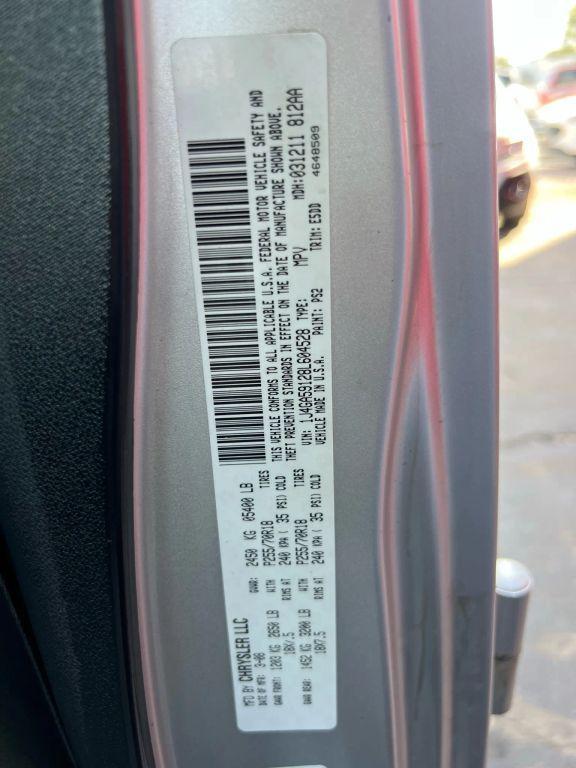 MFD BY CHRYSLER LLC
DATE OF MFR: 3-08 GVWR: 2450 KG 05400 LB
GAWR FRONT: 1203 KG 2650 LB WITH P255/70R18 TIRES
18X7.5 RIMS AT 240 KPA ( 35 PSI) COLD
GAWR REAR: 1452 KG 3200 LB WITH P255/70R18 TIRES
18X7.5 RIMS AT 240 KPA ( 35 PSI) COLD
THIS VEHICLE CONFORMS TO ALL APPLICABLE U.S.A. FEDERAL MOTOR VEHICLE SAFETY AND
THEFT PREVENTION STANDARDS IN EFFECT ON THE DATE OF MANUFACTURE SHOWN ABOVE.
VIN: 1J4GA59128L604528 TYPE: MPV MDH:031211 812AA
VEHICLE MADE IN U.S.A. PAINT: PS2 TRIM: E5DD 4648509